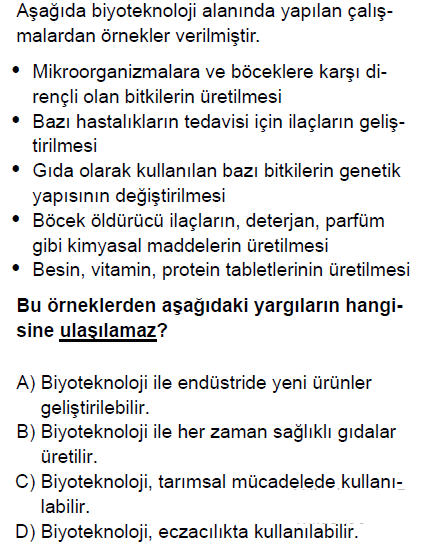 Aşağıda biyoteknoloji alanında yapılan çalış-
malardan örnekler verilmiştir.
• Mikroorganizmalara ve böceklere karşı di-
rençli olan bitkilerin üretilmesi
• Bazı hastalıkların tedavisi için ilaçların geliş-
tirilmesi
• Gıda olarak kullanılan bazı bitkilerin genetik
yapısının değiştirilmesi
• Böcek öldürücü ilaçların, deterjan, parfüm
gibi kimyasal maddelerin üretilmesi
• Besin, vitamin, protein tabletlerinin üretilmesi
Bu örneklerden aşağıdaki yargıların hangi-
sine ulaşılamaz?
A) Biyoteknoloji ile endüstride yeni ürünler
geliştirilebilir.
B) Biyoteknoloji ile her zaman sağlıklı gıdalar
üretilir.
C) Biyoteknoloji, tarımsal mücadelede kullanı-
labilir.
D) Biyoteknoloji, eczacılıkta kullanılabilir.